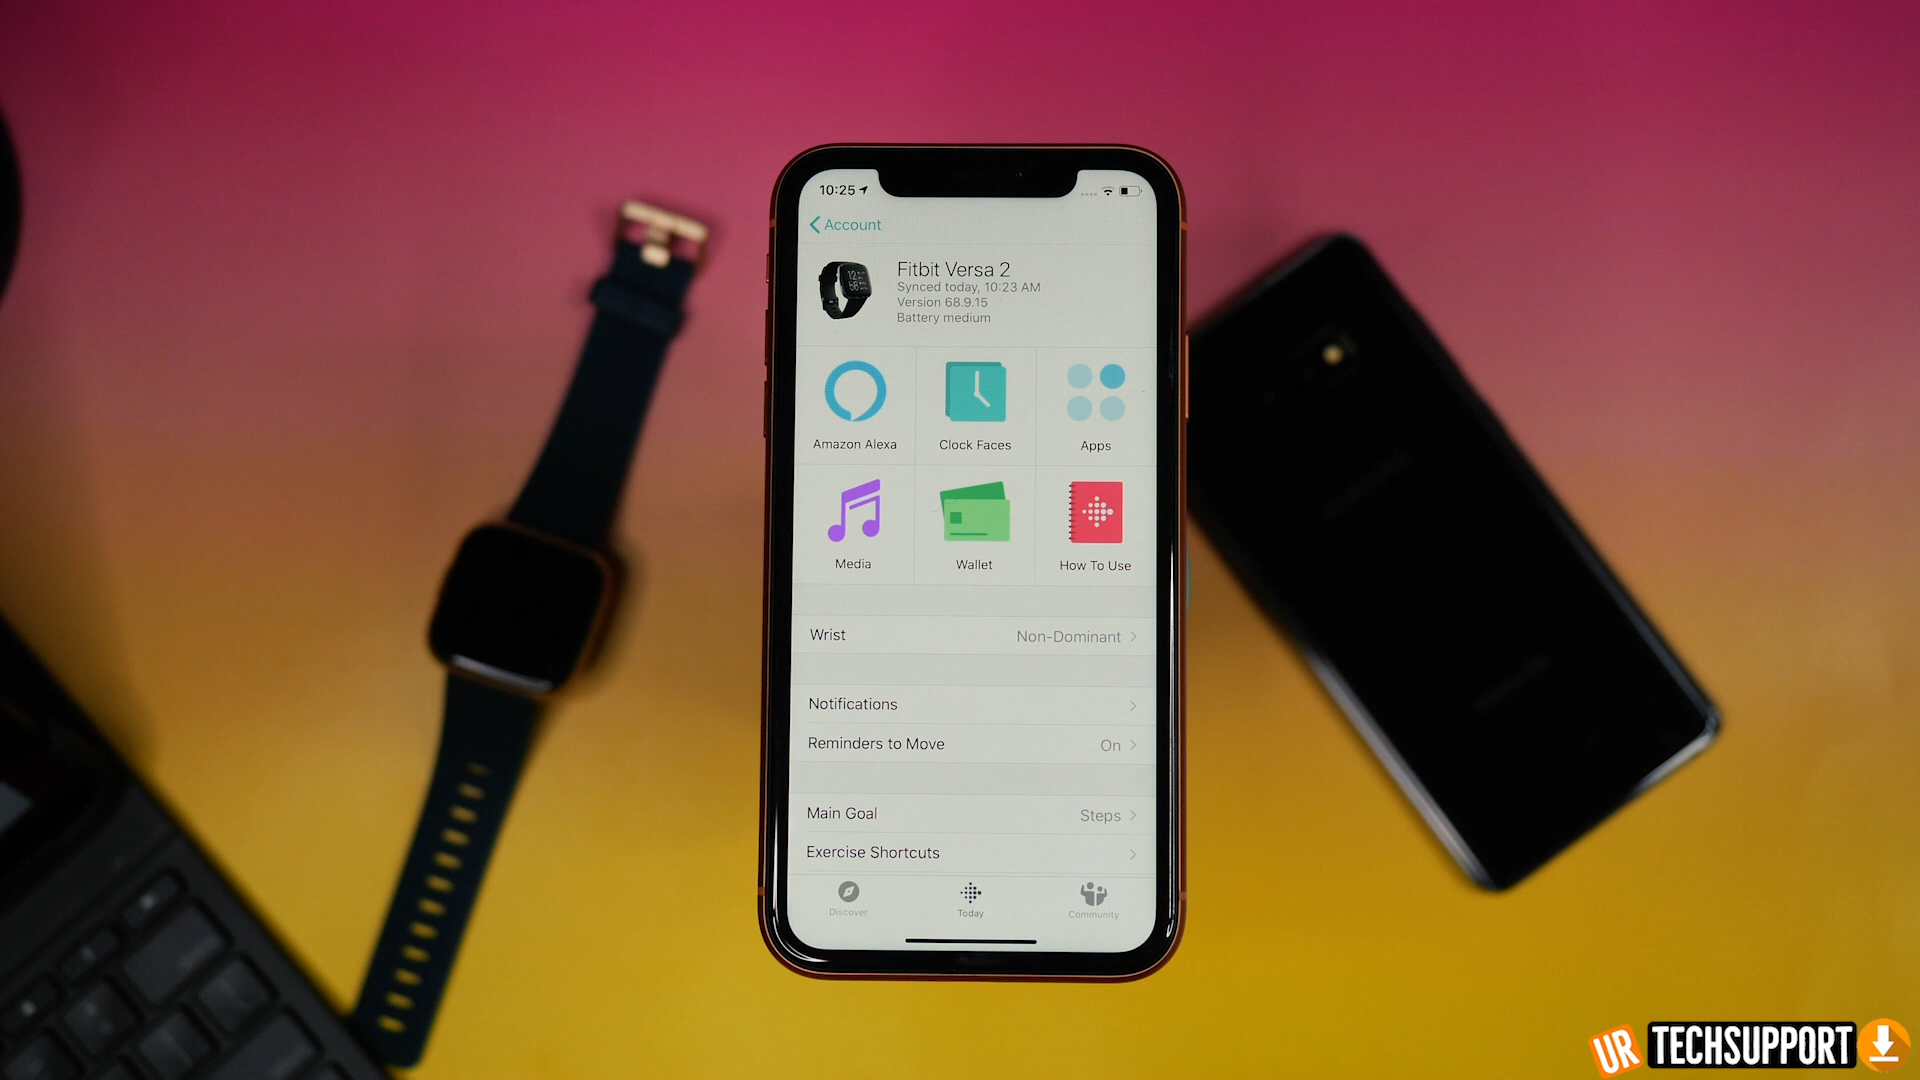 10:25
Account
Fitbit Versa 2
Synced today, 10:23 AM
Version 68.9.15
Battery medium
Amazon Alexa
Clock Faces
Apps
Media
Wallet
How To Use
Wrist
Non-Dominant
Notifications
Reminders to Move
On
Main Goal
Steps
Exercise Shortcuts
Discover
Today
Community
UR TECHSUPPORT